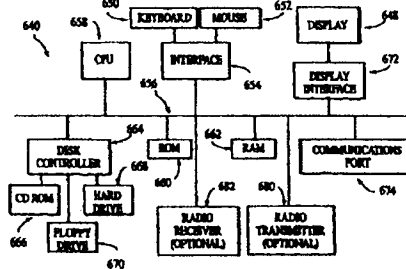 650
652
KEYBOARD
MOUSE
640
658
DISPLAY
648
CPU
INTERFACE
654
672
DISPLAY
INTERFACE
656
664
662
DISK
CONTROLLER
ROM
660
RAM
COMMUNICATIONS
PORT
674
668
CD ROM
HARD
DRIVE
682
680
666
FLOPPY
DRIVE
670
RADIO
RECEIVER
(OPTIONAL)
RADIO
TRANSMITTER
(OPTIONAL)